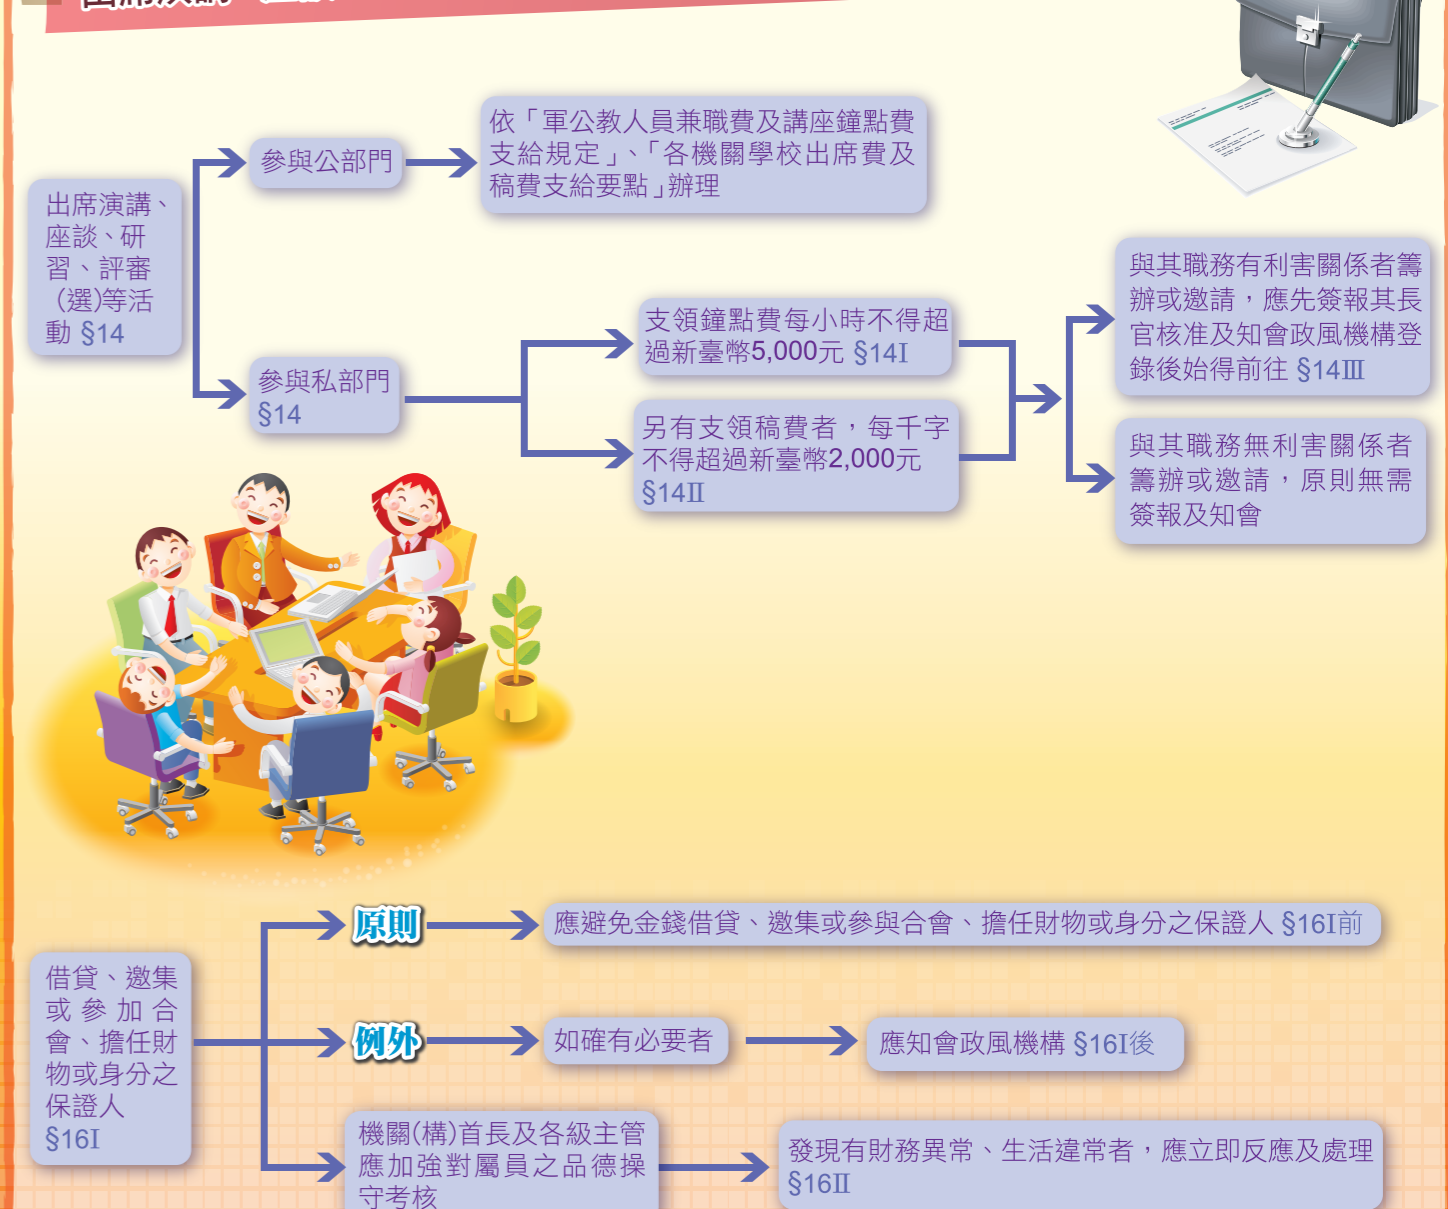 參與公部門
依「軍公教人員兼職費及講座鐘點費
支給規定」、「各機關學校出席費及
稿費支給要點」辦理
出席演講、
座談、研
習、評審
(選)等活
動 §14
參與私部門
§14
支領鐘點費每小時不得超
過新臺幣5,000元 §14I
另有支領稿費者，每千字
不得超過新臺幣2,000元
§14II
與其職務有利害關係者籌
辦或邀請，應先簽報其長
官核准及知會政風機構登
錄後始得前往 §14III
與其職務無利害關係者
籌辦或邀請，原則無需
簽報及知會
借貸、邀集
或參加合
會、擔任財
物或身分之
保證人
§16I
原則
應避免金錢借貸、邀集或參與合會、擔任財物或身分之保證人 §16I前
例外
如確有必要者
應知會政風機構 §16I後
機關(構)首長及各級主管
應加強對屬員之品德操
守考核
發現有財務異常、生活違常者，應立即反應及處理
§16II